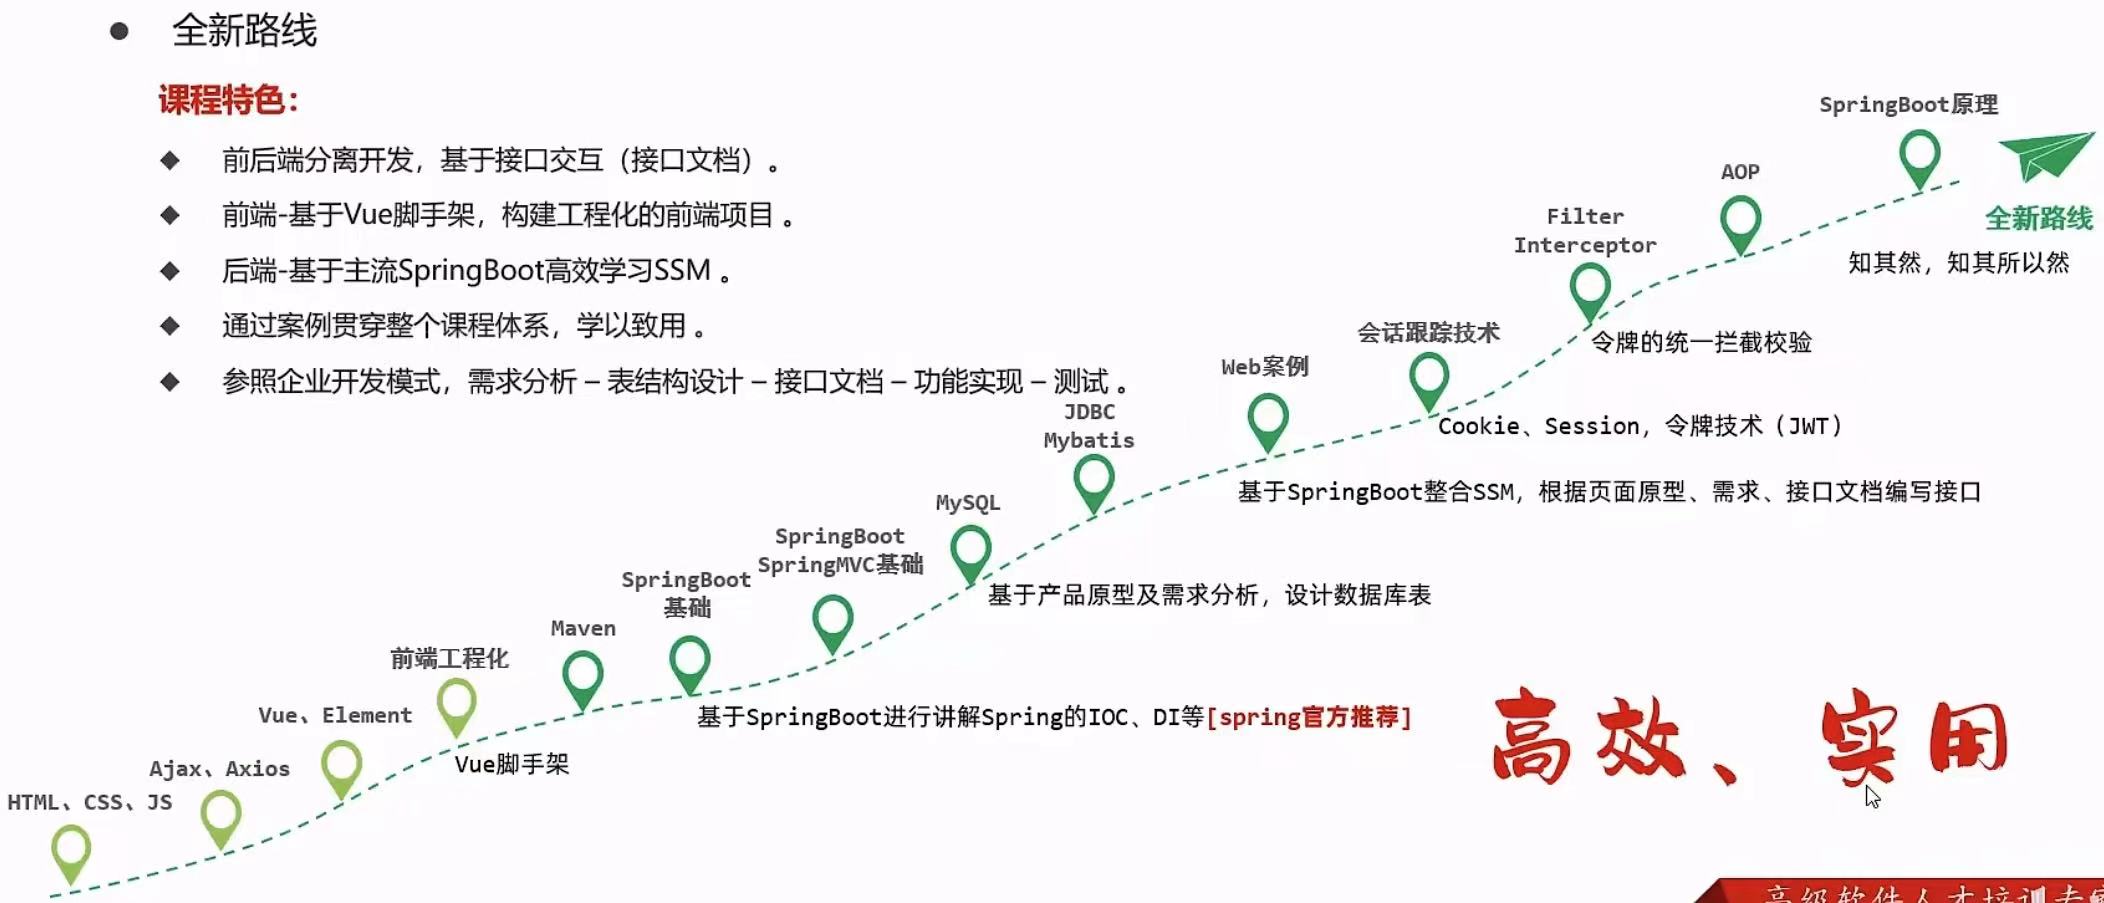 全新路线
课程特色：
前后端分离开发，基于接口交互（接口文档）。
前端-基于Vue脚手架，构建工程化的前端项目 。
后端-基于主流SpringBoot高效学习SSM 。
通过案例贯穿整个课程体系，学以致用 。
参照企业开发模式，需求分析 – 表结构设计 – 接口文档 – 功能实现 – 测试 。
HTML、CSS、JS
Ajax、Axios
Vue、Element
前端工程化
Vue脚手架
Maven
SpringBoot
基础
基于SpringBoot进行讲解Spring的IOC、DI等[spring官方推荐]
SpringBoot
SpringMVC基础
MySQL
基于产品原型及需求分析，设计数据库表
JDBC
Mybatis
Web案例
基于SpringBoot整合SSM，根据页面原型、需求、接口文档编写接口
会话跟踪技术
Cookie、Session，令牌技术（JWT）
Filter
Interceptor
令牌的统一拦截校验
AOP
SpringBoot原理
知其然，知其所以然
全新路线
高效、实用
高级软件人才培训专家